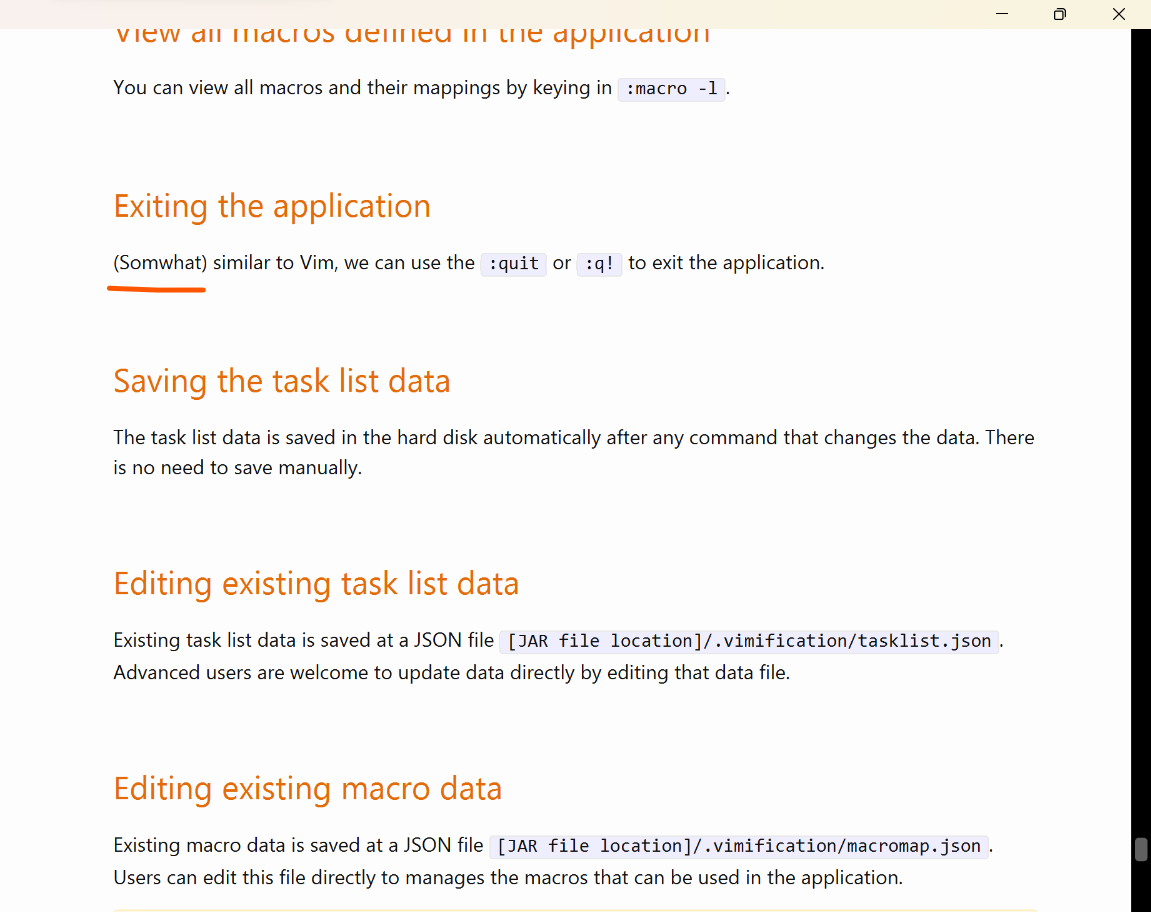 View all macros defined in the application
You can view all macros and their mappings by keying in :macro -l.
Exiting the application
(Somwhat) similar to Vim, we can use the :quit or :q! to exit the application.
Saving the task list data
The task list data is saved in the hard disk automatically after any command that changes the data. There
is no need to save manually.
Editing existing task list data
Existing task list data is saved at a JSON file [JAR file location]/.vimification/tasklist.json.
Advanced users are welcome to update data directly by editing that data file.
Editing existing macro data
Existing macro data is saved at a JSON file [JAR file location]/.vimification/macromap.json.
Users can edit this file directly to manages the macros that can be used in the application.